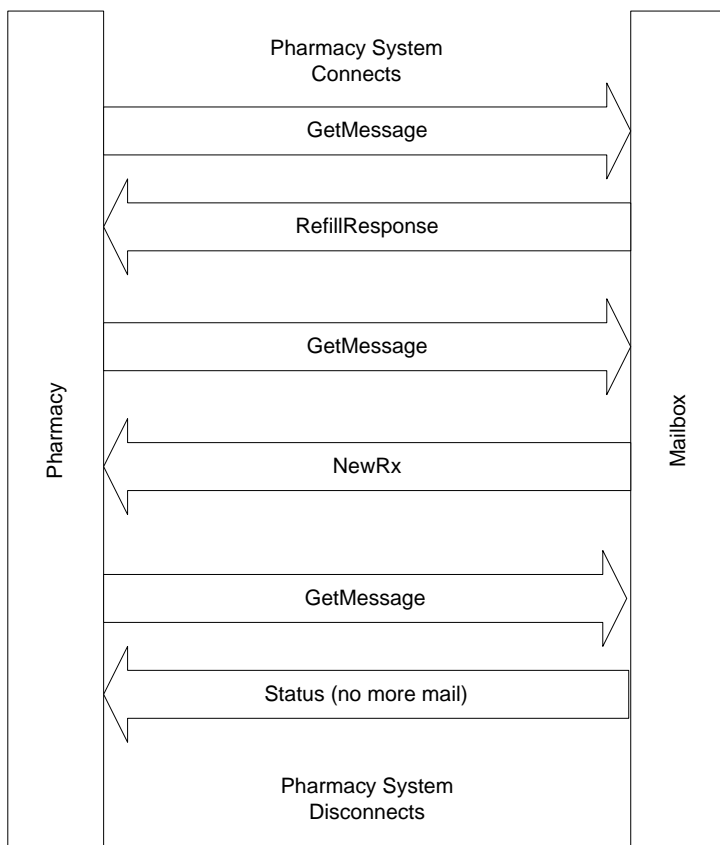 Pharmacy System
Connects
GetMessage
RefillResponse
GetMessage
Pharmacy
Mailbox
NewRx
GetMessage
Status (no more mail)
Pharmacy System
Disconnects